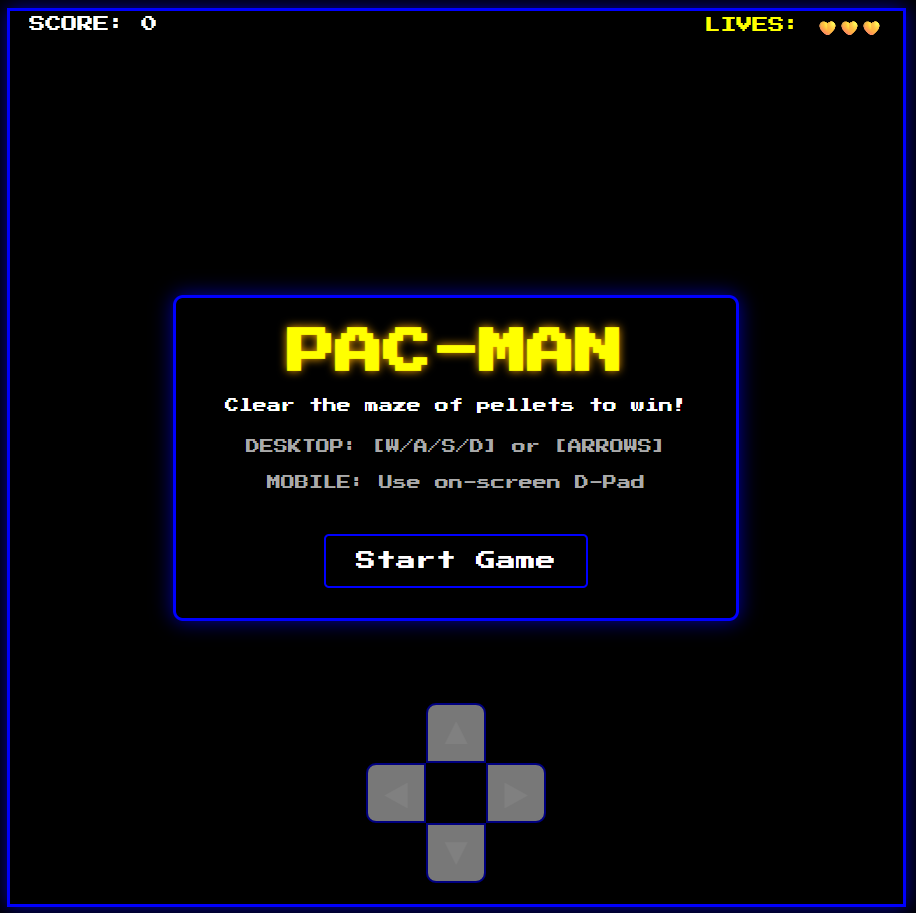 SCORE: 0
LIVES: 🧡🧡🧡
PAC-MAN
Clear the maze of pellets to win!
DESKTOP: [W/A/S/D] or [ARROWS]
MOBILE: Use on-screen D-Pad
Start Game
▲
◀ ▶
▼